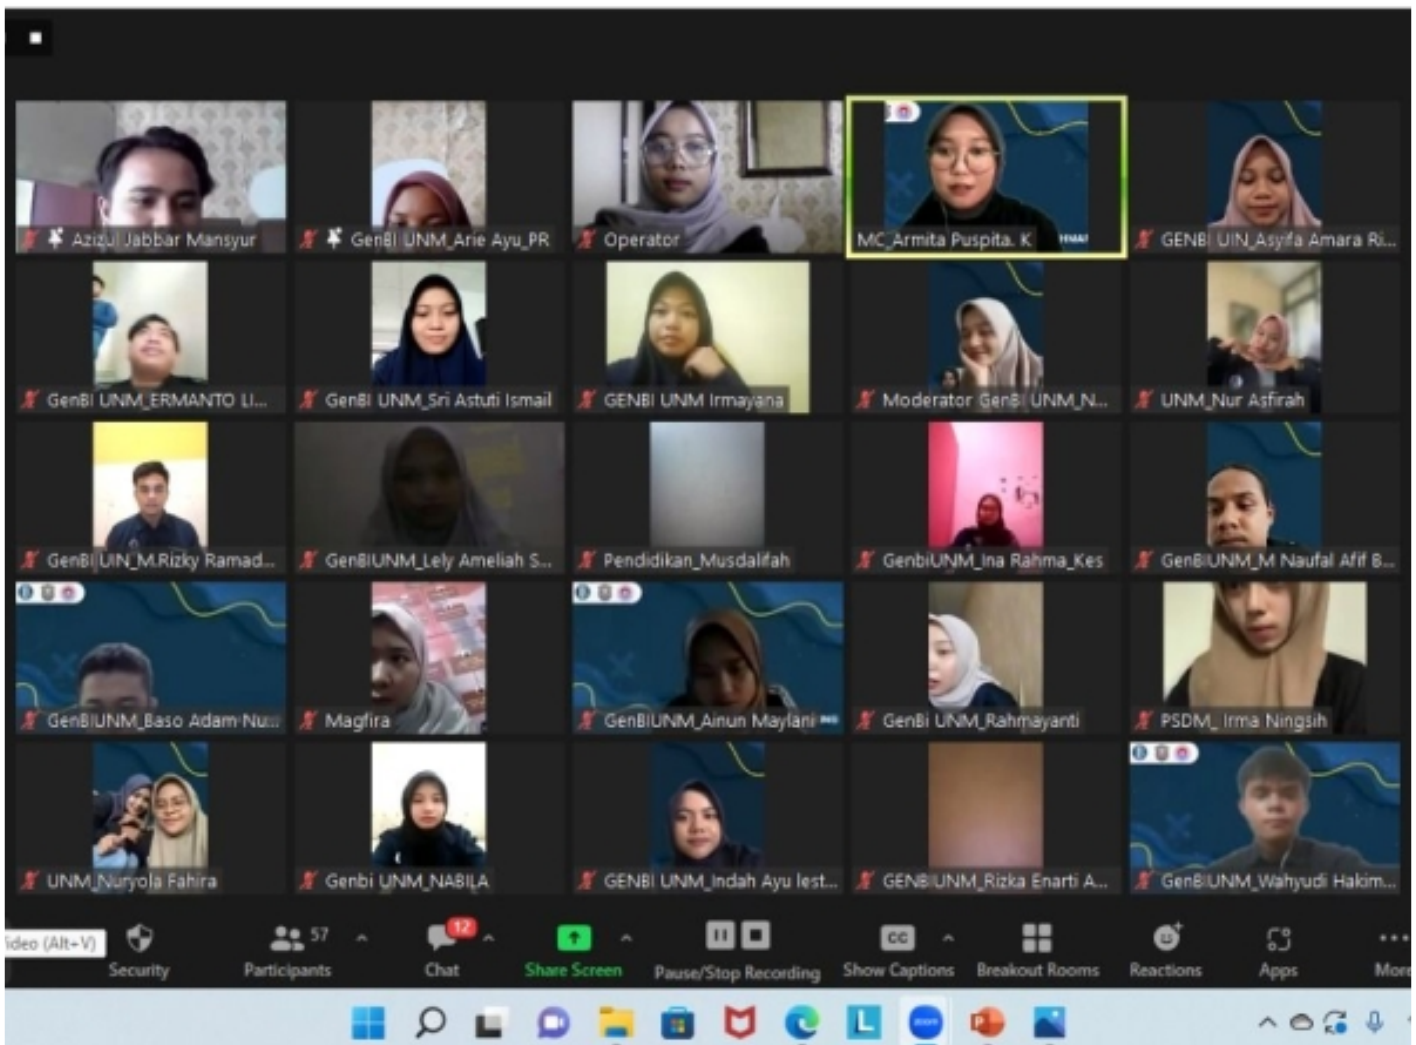 Azizul Jabbar Mansyur
GenBI UNM_Arie Ayu_PR
Operator
MC_Armita Puspita. K
GENBI UIN_Asyifa Amara Ri...
GenBI UNM_ERMANTO LI...
GenBI UNM_Sri Astuti Ismail
GENBI UNM Irmayana
Moderator GenBI UNM_N...
UNM_Nur Asfirah
GenBI UIN_M.Rizky Ramad...
GenBIUNM_Lely Ameliah S...
Pendidikan_Musdalifah
GenbiUNM_Ina Rahma_Kes
GenBIUNM_M Naufal Afif B...
GenBIUNM_Baso Adam Nu...
Magfira
GenBIUNM_Ainun Maylani
GenBi UNM_Rahmayanti
PSDM_ Irma Ningsih
UNM_Nuryola Fahira
Genbi UNM_NABILA
GENBI UNM_Indah Ayu lest...
GENBIUNM_Rizka Enarti A...
GenBIUNM_Wahyudi Hakim...
ideo (Alt+V)
Security
57
Participants
12
Chat
Share Screen
Pause/Stop Recording
CC
Show Captions
Breakout Rooms
Reactions
Apps
More
L
zoom
P